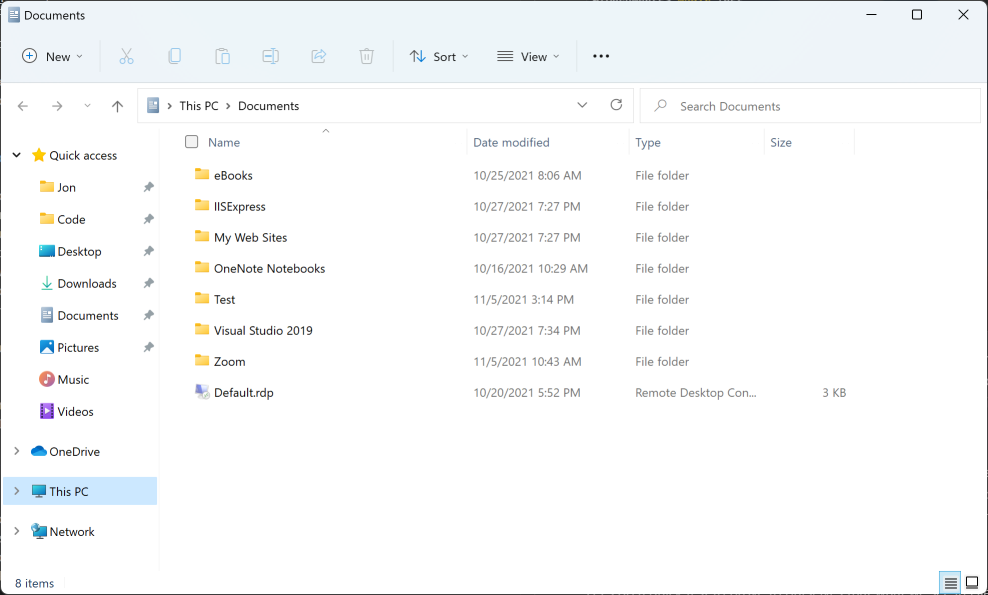 Documents
New Sort View
This PC Documents Search Documents
Name Date modified Type Size
Quick access
Jon
Code
Desktop
Downloads
Documents
Pictures
Music
Videos
OneDrive
This PC
Network
eBooks 10/25/2021 8:06 AM File folder
IISExpress 10/27/2021 7:27 PM File folder
My Web Sites 10/27/2021 7:27 PM File folder
OneNote Notebooks 10/16/2021 10:29 AM File folder
Test 11/5/2021 3:14 PM File folder
Visual Studio 2019 10/27/2021 7:34 PM File folder
Zoom 11/5/2021 10:43 AM File folder
Default.rdp 10/20/2021 5:52 PM Remote Desktop Con... 3 KB
8 items